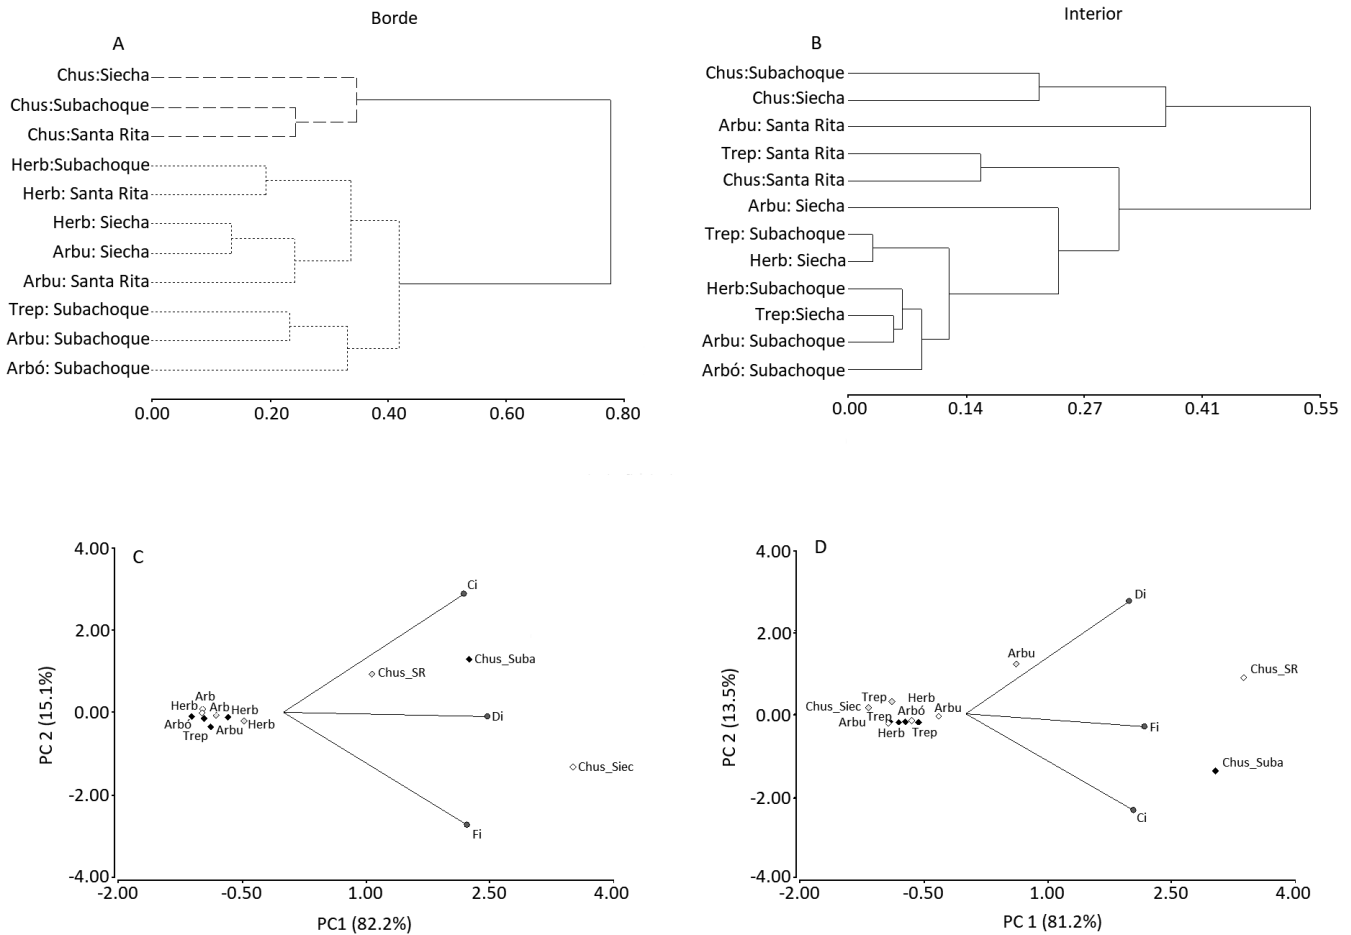 Borde
A
Chus:Siecha
Chus:Subachoque
Chus:Santa Rita
Herb:Subachoque
Herb: Santa Rita
Herb: Siecha
Arbu: Siecha
Arbu: Santa Rita
Trep: Subachoque
Arbu: Subachoque
Arbó: Subachoque
0.00 0.20 0.40 0.60 0.80
Interior
B
Chus:Subachoque
Chus:Siecha
Arbu: Santa Rita
Trep: Santa Rita
Chus:Santa Rita
Arbu: Siecha
Trep: Subachoque
Herb: Siecha
Herb:Subachoque
Trep:Siecha
Arbu: Subachoque
Arbó: Subachoque
0.00 0.14 0.27 0.41 0.55
C
PC 2 (15.1%)
4.00
2.00
0.00
-2.00
-4.00
Ci
Chus_Suba
Chus_SR
Arb
Herb Arb Herb
Di
Arbó Arbu Herb
Trep
Chus_Siec
Fi
-2.00 -0.50 1.00 2.50 4.00
PC1 (82.2%)
D
PC 2 (13.5%)
4.00
2.00
0.00
-2.00
-4.00
Di
Arbu
Chus_SR
Trep Herb
Chus_Siec Arbó Arbu
Arbu Trep
Herb Trep
Fi
Chus_Suba
Ci
-2.00 -0.50 1.00 2.50 4.00
PC 1 (81.2%)